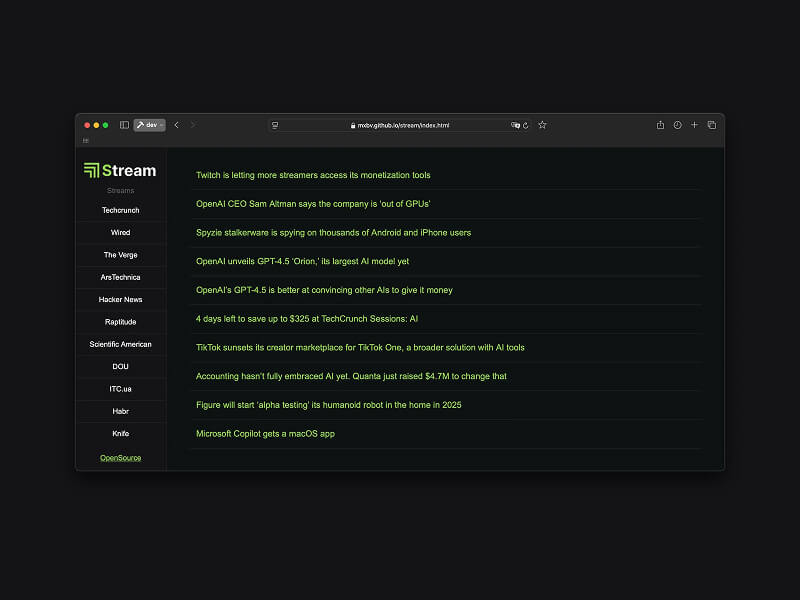 dev
mxbv.github.io/stream/index.html
Stream
Streams
Techcrunch
Wired
The Verge
ArsTechnica
Hacker News
Raptitude
Scientific American
DOU
ITC.ua
Habr
Knife
OpenSource
Twitch is letting more streamers access its monetization tools
OpenAI CEO Sam Altman says the company is ‘out of GPUs’
Spyzie stalkerware is spying on thousands of Android and iPhone users
OpenAI unveils GPT-4.5 ‘Orion,’ its largest AI model yet
OpenAI’s GPT-4.5 is better at convincing other AIs to give it money
4 days left to save up to $325 at TechCrunch Sessions: AI
TikTok sunsets its creator marketplace for TikTok One, a broader solution with AI tools
Accounting hasn’t fully embraced AI yet. Quanta just raised $4.7M to change that
Figure will start ‘alpha testing’ its humanoid robot in the home in 2025
Microsoft Copilot gets a macOS app